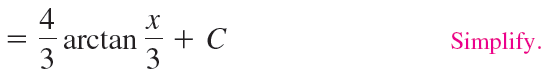 = 4/3 arctan x/3 + C Simplify.